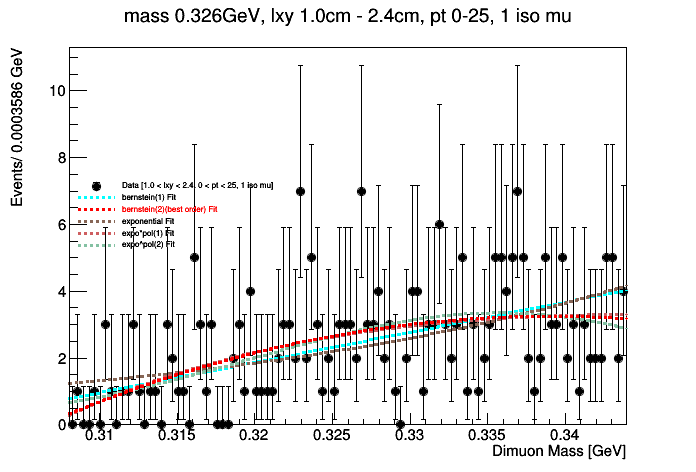 mass 0.326GeV, lxy 1.0cm - 2.4cm, pt 0-25, 1 iso mu
Events/ 0.0003586 GeV
10
8
Data [1.0 < lxy < 2.4, 0 < pt < 25, 1 iso mu]
bernstein(1) Fit
bernstein(2)(best order) Fit
6
exponential Fit
expo*pol(1) Fit
expo*pol(2) Fit
4
2
0
0.31
0.315
0.32
0.325
0.33
0.335
0.34
Dimuon Mass [GeV]